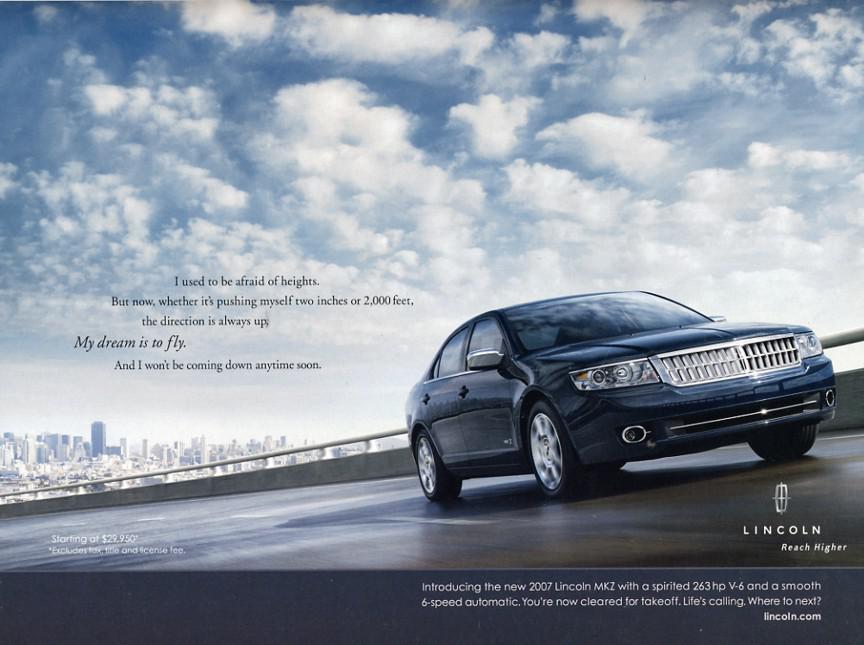 I used to be afraid of heights.
But now, whether it's pushing myself two inches or 2,000 feet,
the direction is always up.
My dream is to fly.
And I won't be coming down anytime soon.
Starting at $29,950*
*Excludes tax, title and license fee.
LINCOLN
Reach Higher
Introducing the new 2007 Lincoln MKZ with a spirited 263 hp V-6 and a smooth
6-speed automatic. You're now cleared for takeoff. Life's calling. Where to next?
lincoln.com